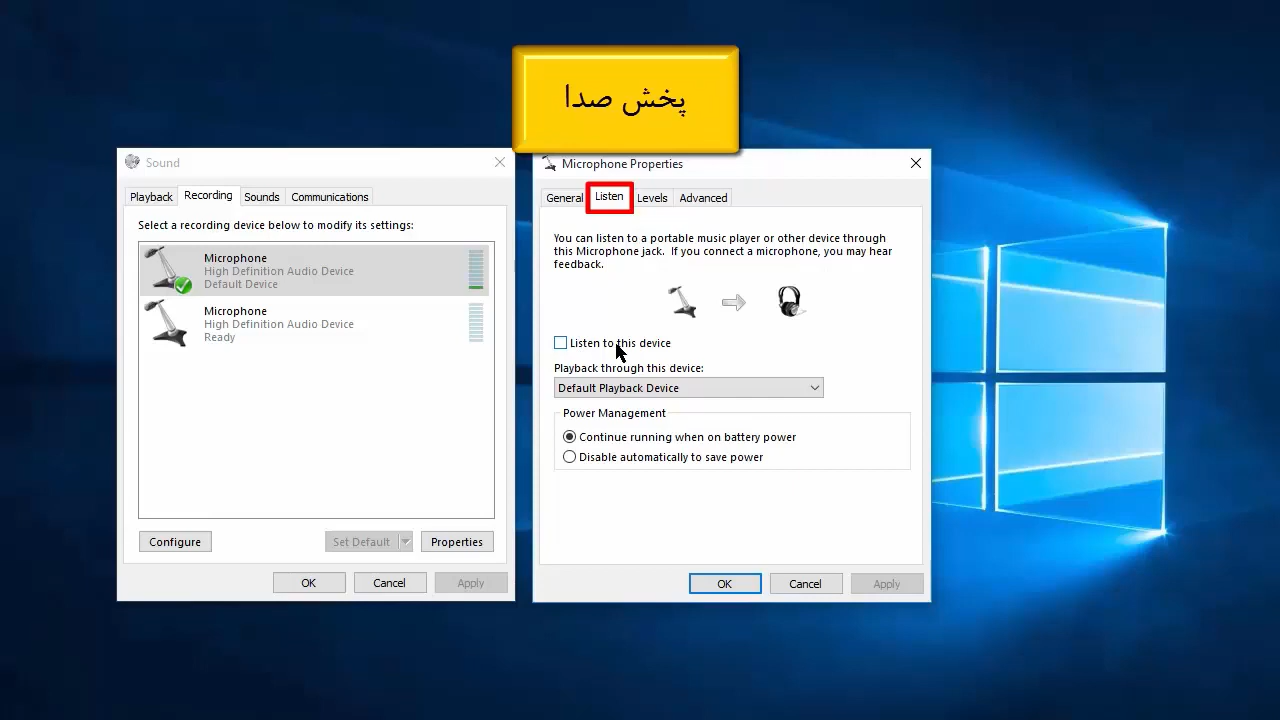 پخش صدا
Sound
Playback Recording Sounds Communications
Select a recording device below to modify its settings:
Microphone
High Definition Audio Device
Default Device
Microphone
High Definition Audio Device
Ready
Configure Set Default Properties
OK Cancel Apply
Microphone Properties
General Listen Levels Advanced
You can listen to a portable music player or other device through
this Microphone jack. If you connect a microphone, you may hear
feedback.
Listen to this device
Playback through this device:
Default Playback Device
Power Management
Continue running when on battery power
Disable automatically to save power
OK Cancel Apply